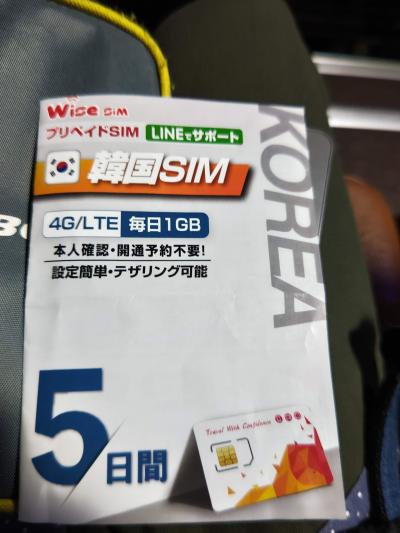 Wise SIM
プリペイドSIM LINEでサポート
韓国SIM
KOREA
4G/LTE 毎日1GB
本人確認・開通予約不要!
設定簡単・テザリング可能
5日間
Travel With Confidence